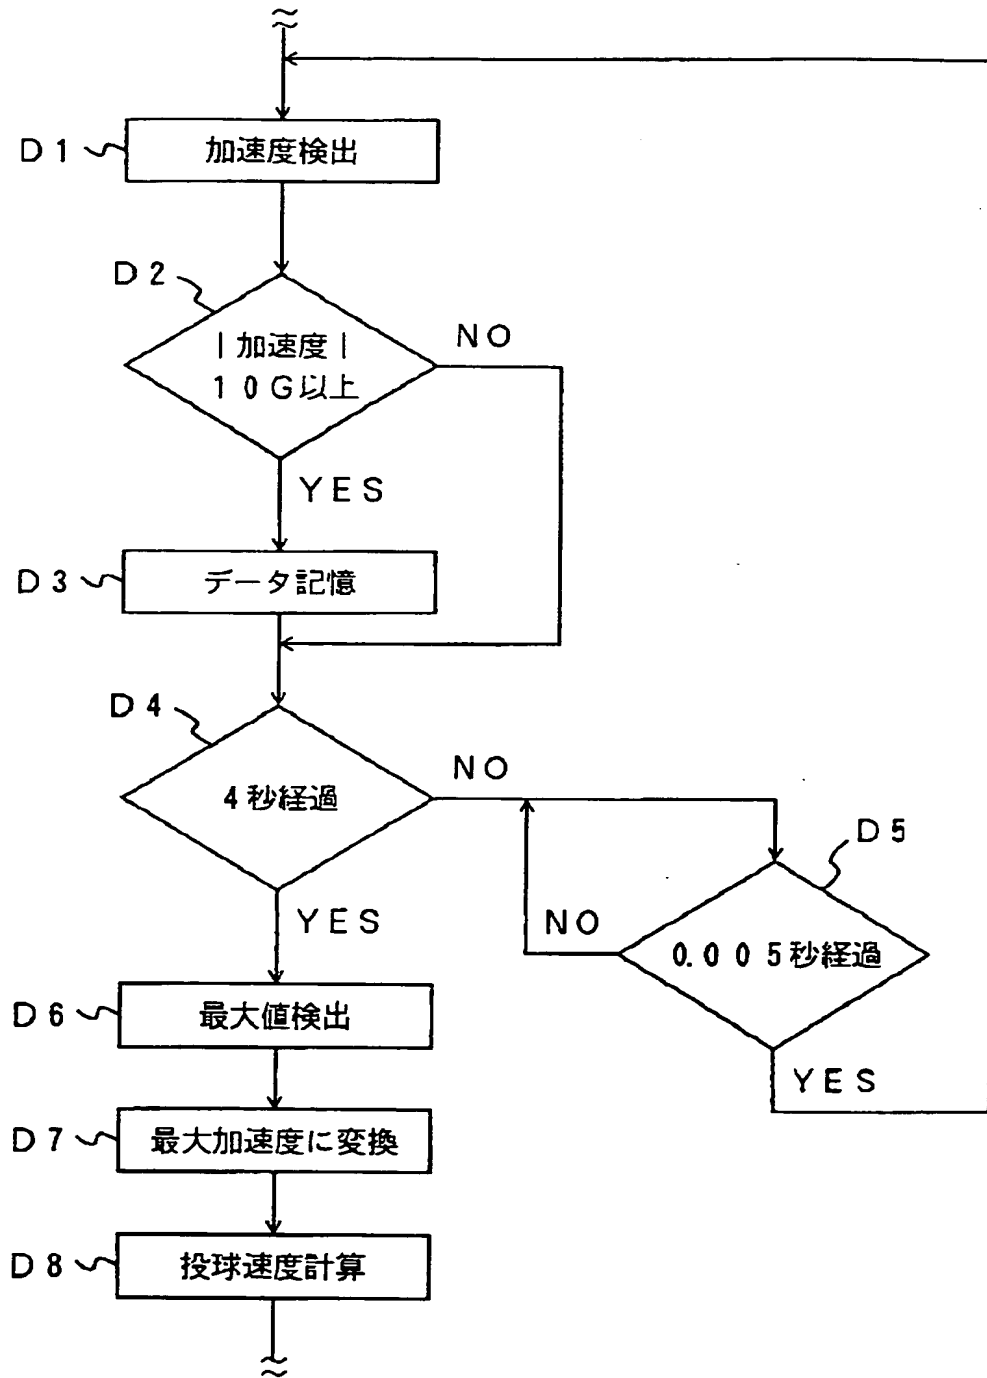 D1
加速度検出
D2
|加速度|
10G以上
NO
YES
D3
データ記憶
D4
4秒経過
NO
D5
0.005秒経過
NO
YES
YES
D6
最大値検出
D7
最大加速度に変換
D8
投球速度計算